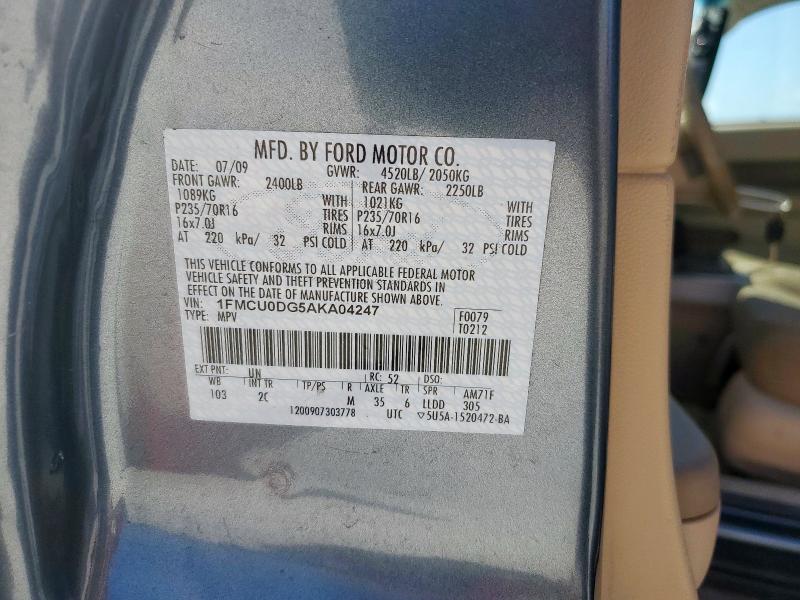 MFD. BY FORD MOTOR CO.
DATE: 07/09 GVWR: 4520LB/ 2050KG
FRONT GAWR: 2400LB REAR GAWR: 2250LB
1089KG WITH 1021KG WITH
P235/70R16 TIRES P235/70R16 TIRES
16x7.0J RIMS 16x7.0J RIMS
AT 220 kPa/ 32 PSI COLD AT 220 kPa/ 32 PSI COLD
THIS VEHICLE CONFORMS TO ALL APPLICABLE FEDERAL MOTOR
VEHICLE SAFETY AND THEFT PREVENTION STANDARDS IN
EFFECT ON THE DATE OF MANUFACTURE SHOWN ABOVE.
VIN: 1FMCU0DG5AKA04247 F0079
TYPE: MPV T0212
EXT PNT: UN RC: 52 DSO:
WB INT TR TP/PS R AXLE TR SPR AM71F
103 2C M 35 6 LLDD 305
1200907303778 UTC ▽5U5A-1520472-BA